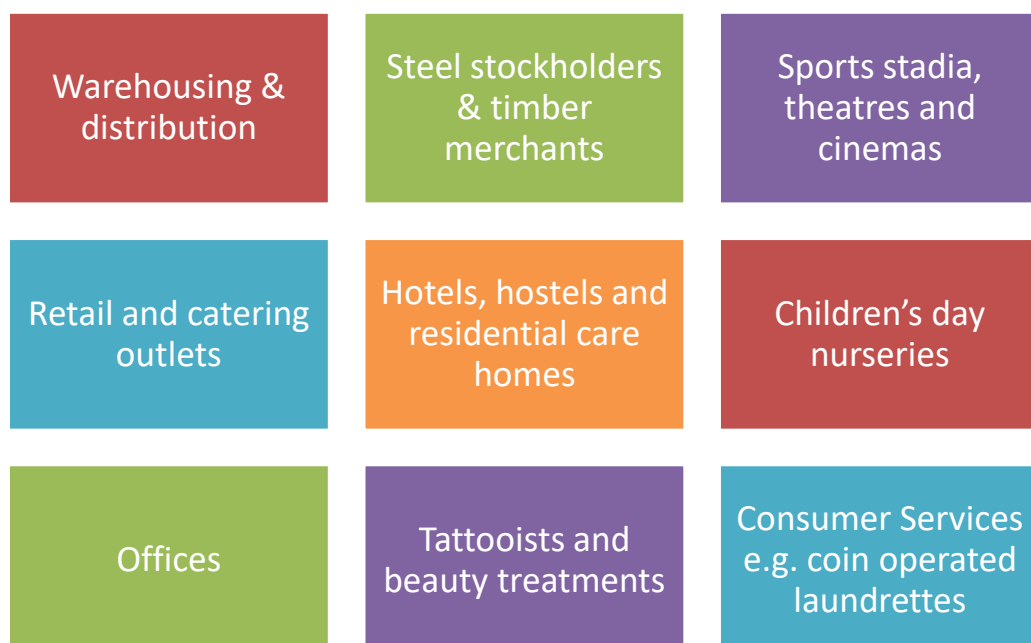 Warehousing &
distribution
Steel stockholders
& timber
merchants
Sports stadia,
theatres and
cinemas
Retail and catering
outlets
Hotels, hostels and
residential care
homes
Children’s day
nurseries
Offices
Tattooists and
beauty treatments
Consumer Services
e.g. coin operated
laundrettes